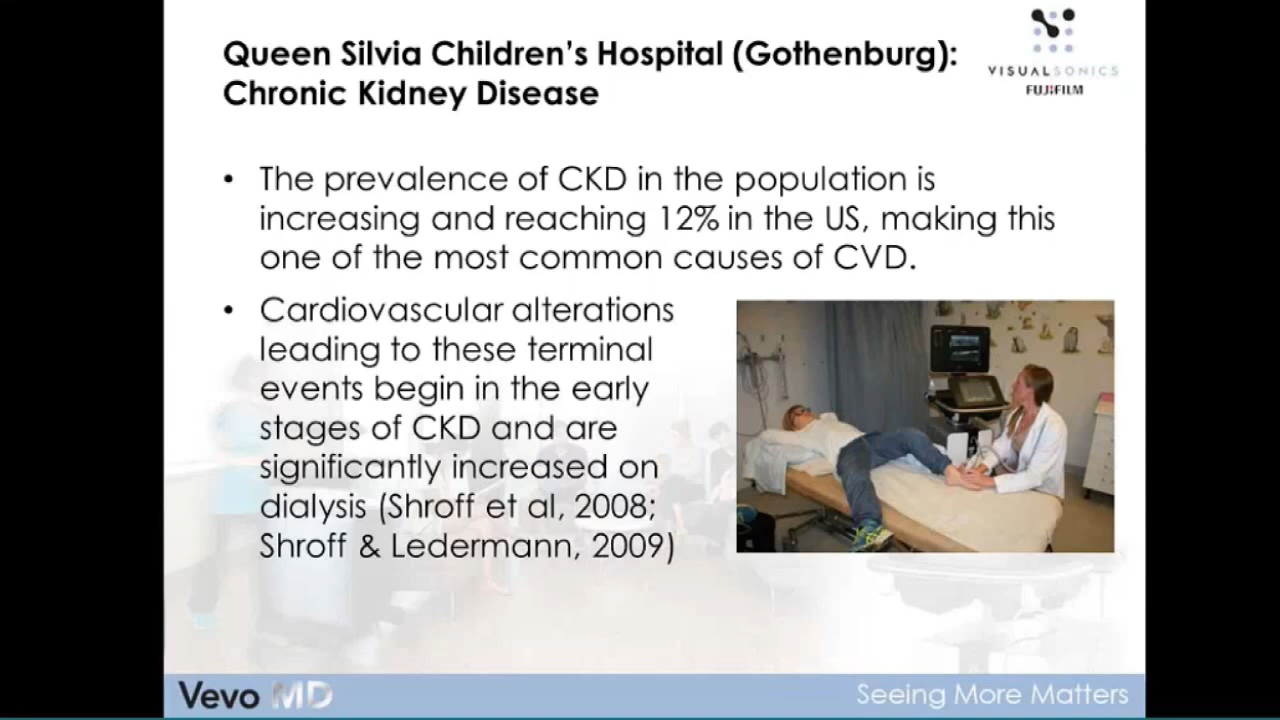 Queen Silvia Children's Hospital (Gothenburg):
Chronic Kidney Disease
VISUALSONICS
FUJIFILM
• The prevalence of CKD in the population is
increasing and reaching 12% in the US, making this
one of the most common causes of CVD.
• Cardiovascular alterations
leading to these terminal
events begin in the early
stages of CKD and are
significantly increased on
dialysis (Shroff et al, 2008;
Shroff & Ledermann, 2009)
Vevo MD
Seeing More Matters